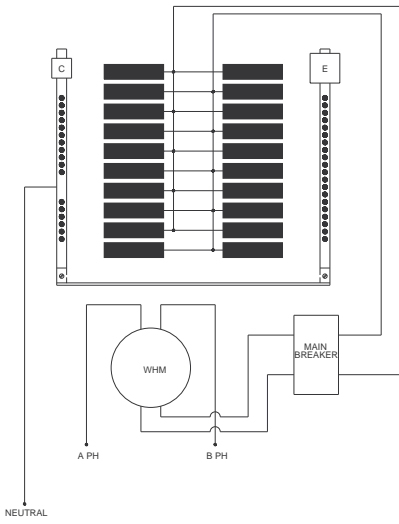 C
E
MAIN
BREAKER
WHM
A PH
B PH
NEUTRAL